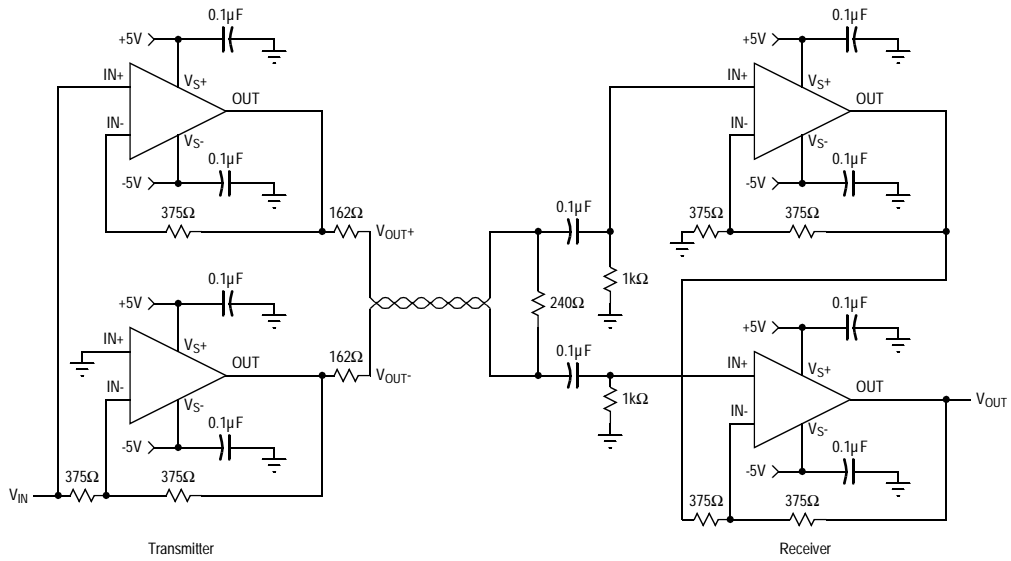 0.1µF
+5V
IN+
VS+
OUT
IN-
VS-
0.1µF
-5V
375Ω
162Ω
VOUT+
0.1µF
+5V
IN+
VS+
OUT
162Ω
VOUT-
IN-
VS-
0.1µF
-5V
375Ω
375Ω
VIN
Transmitter
0.1µF
1kΩ
240Ω
0.1µF
1kΩ
0.1µF
+5V
IN+
VS+
OUT
IN-
VS-
0.1µF
-5V
375Ω
375Ω
0.1µF
+5V
IN+
VS+
OUT
VOUT
IN-
VS-
0.1µF
-5V
375Ω
375Ω
Receiver